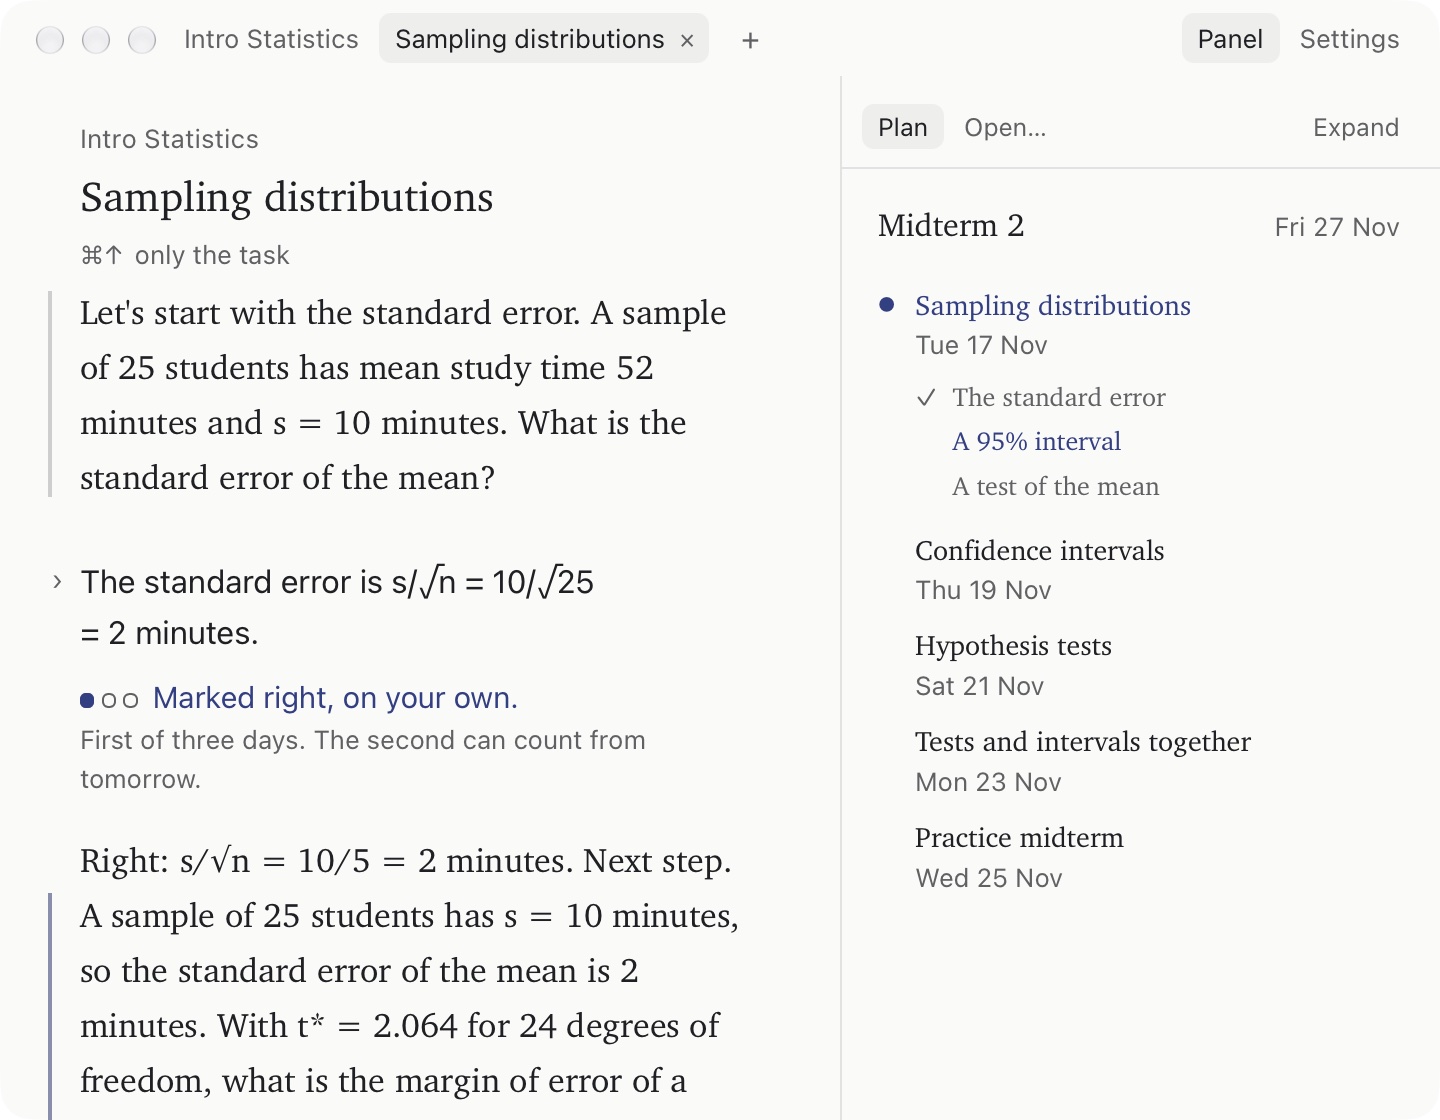 Intro Statistics
Sampling distributions ×
+
Panel
Settings
Intro Statistics
Sampling distributions
⌘↑ only the task
Let's start with the standard error. A sample
of 25 students has mean study time 52
minutes and s = 10 minutes. What is the
standard error of the mean?
› The standard error is s/√n = 10/√25
= 2 minutes.
Marked right, on your own.
First of three days. The second can count from
tomorrow.
Right: s/√n = 10/5 = 2 minutes. Next step.
A sample of 25 students has s = 10 minutes,
so the standard error of the mean is 2
minutes. With t* = 2.064 for 24 degrees of
freedom, what is the margin of error of a
Plan
Open...
Expand
Midterm 2
Fri 27 Nov
Sampling distributions
Tue 17 Nov
✓ The standard error
A 95% interval
A test of the mean
Confidence intervals
Thu 19 Nov
Hypothesis tests
Sat 21 Nov
Tests and intervals together
Mon 23 Nov
Practice midterm
Wed 25 Nov